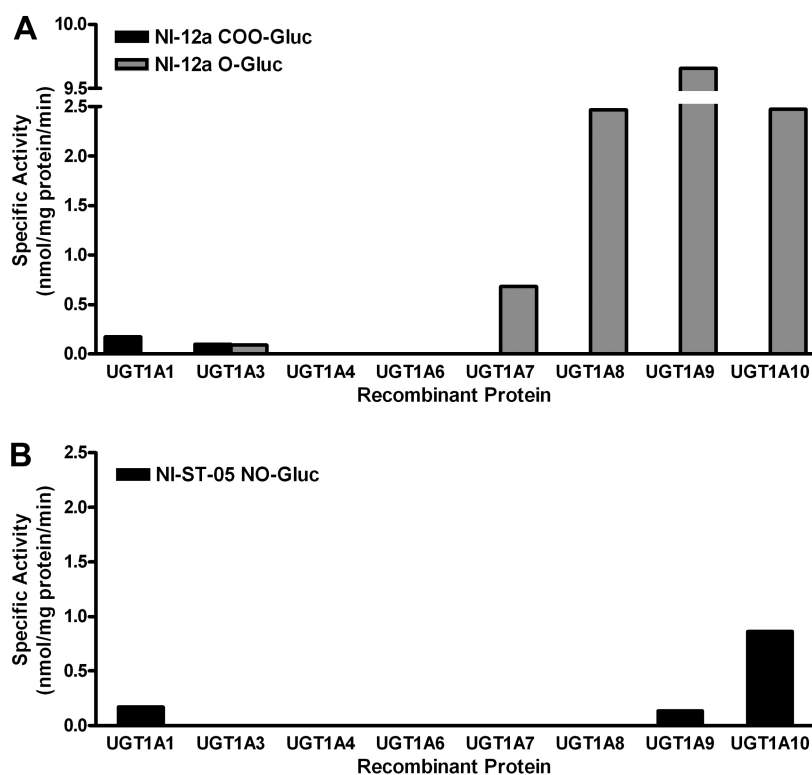 A
NI-12a COO-Gluc
NI-12a O-Gluc
Specific Activity
(nmol/mg protein/min)
10.0
9.5
2.5
2.0
1.5
1.0
0.5
0.0
UGT1A1 UGT1A3 UGT1A4 UGT1A6 UGT1A7 UGT1A8 UGT1A9 UGT1A10
Recombinant Protein
B
NI-ST-05 NO-Gluc
Specific Activity
(nmol/mg protein/min)
2.5
2.0
1.5
1.0
0.5
0.0
UGT1A1 UGT1A3 UGT1A4 UGT1A6 UGT1A7 UGT1A8 UGT1A9 UGT1A10
Recombinant Protein